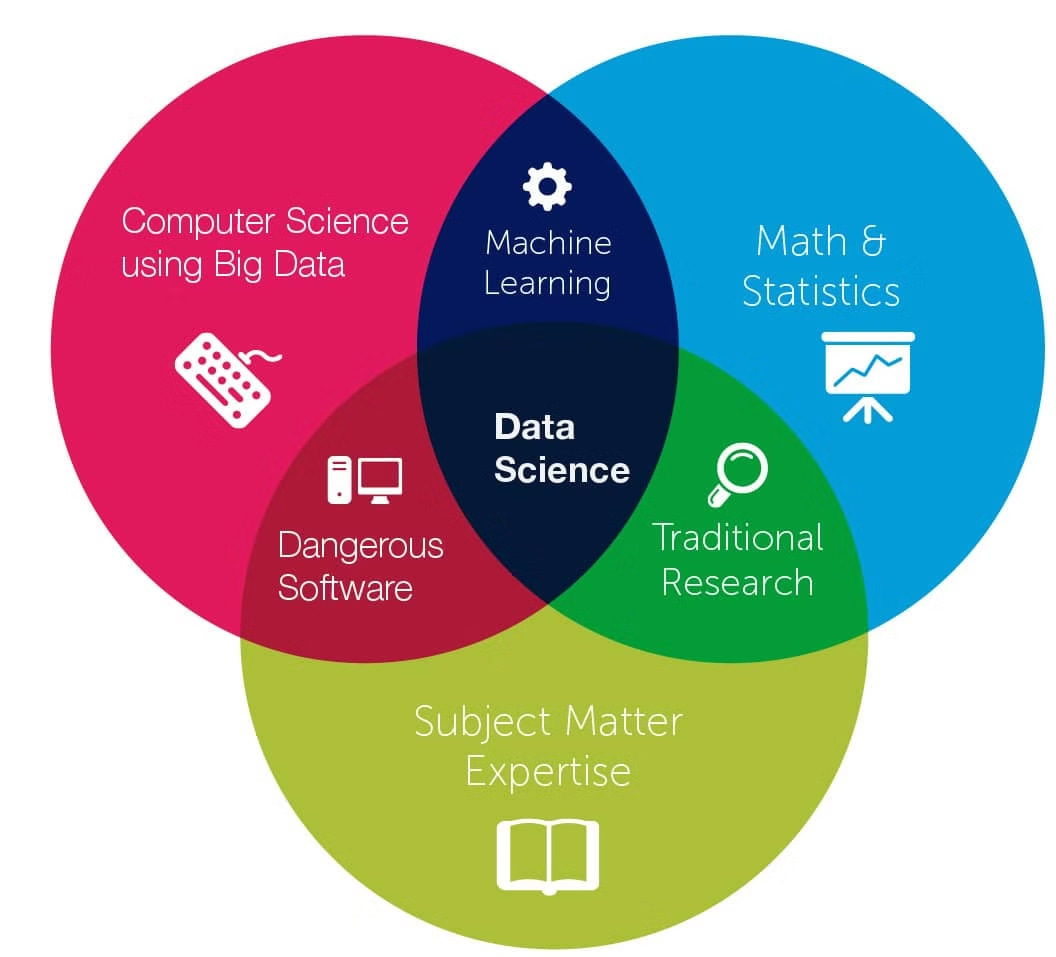 Computer Science
using Big Data
Machine
Learning
Math &
Statistics
Data
Science
Dangerous
Software
Traditional
Research
Subject Matter
Expertise